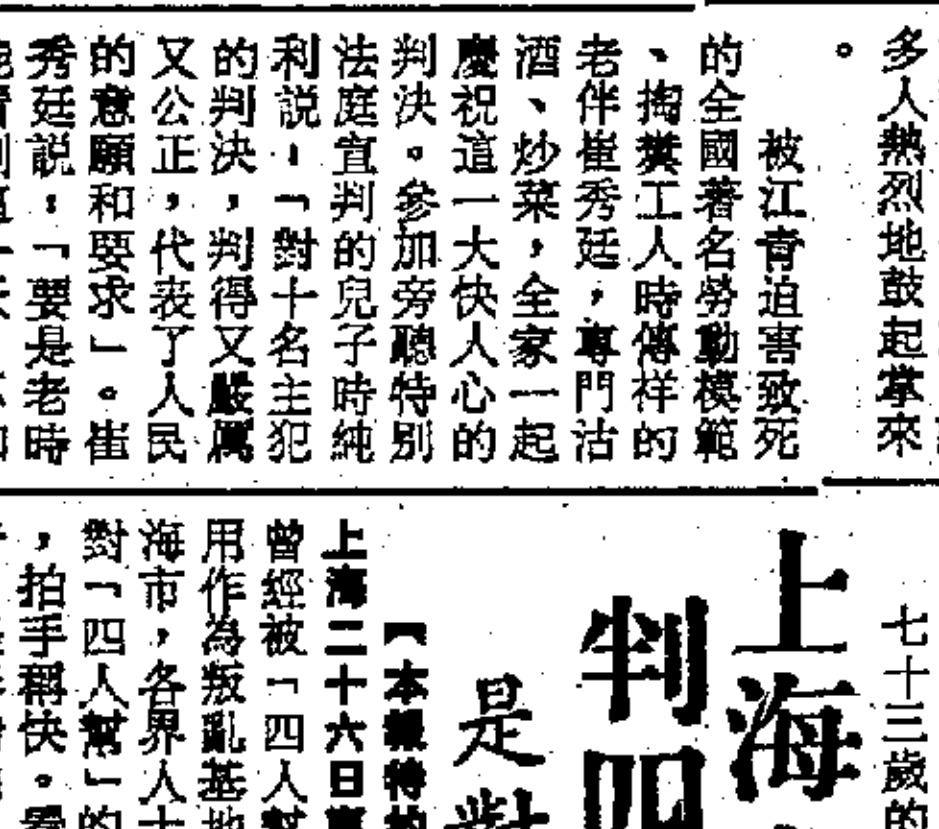 多人熱烈地鼓起掌來
。
被江青迫害致死
的全國著名勞動模範
、掏糞工人時傳祥的
老伴崔秀廷，專門沽
酒、炒菜，全家一起
慶祝這一大快人心的
判決。參加旁聽特別
法庭宣判的兒子時純
利説：「對十名主犯
的判決，判得又嚴厲
又公正，代表了人民
的意願和要求」。崔
秀廷説：「要是老時
七十三歲的
上海
判四
是對
【本報特約
上海二十六日專
曾經被「四人幫
用作為叛亂基地
海市，各界人士
對「四人幫」的
，拍手稱快。看